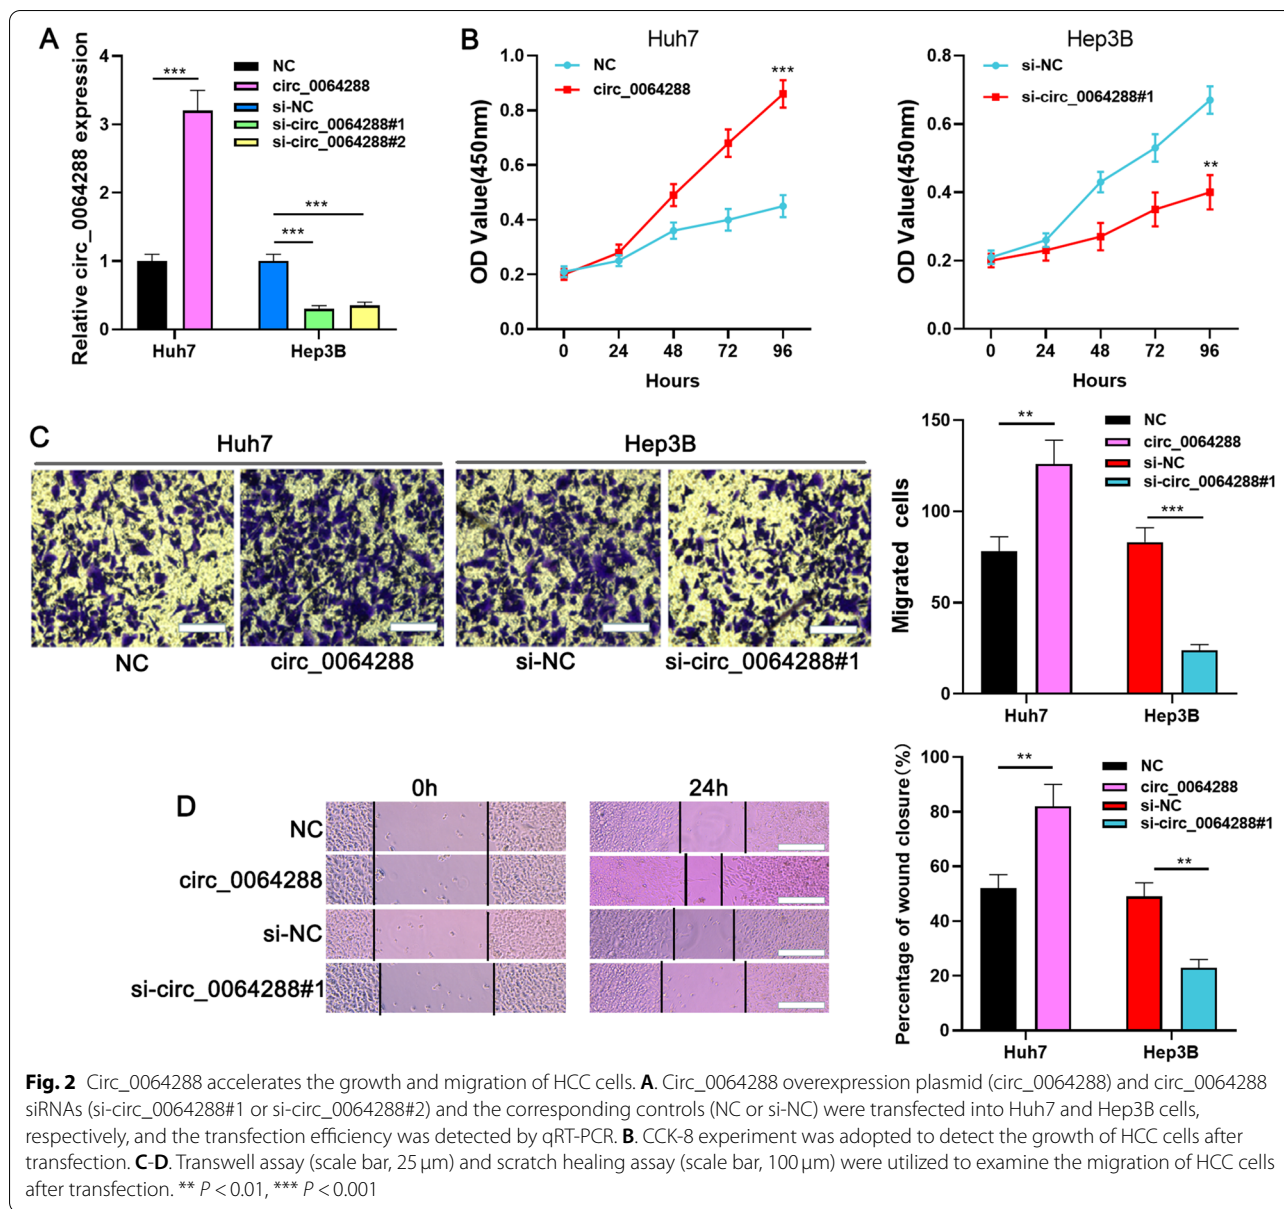 A
Relative circ_0064288 expression
4
3
2
1
0
***
***
***
NC
circ_0064288
si-NC
si-circ_0064288#1
si-circ_0064288#2
Huh7
Hep3B
B
Huh7
OD Value(450nm)
1.0
0.8
0.6
0.4
0.2
0.0
NC
circ_0064288
***
0 24 48 72 96
Hours
Hep3B
OD Value(450nm)
0.8
0.6
0.4
0.2
0.0
si-NC
si-circ_0064288#1
**
0 24 48 72 96
Hours
C
Huh7
Hep3B
NC
circ_0064288
si-NC
si-circ_0064288#1
Migrated cells
150
100
50
0
**
***
NC
circ_0064288
si-NC
si-circ_0064288#1
Huh7
Hep3B
D
0h
24h
NC
circ_0064288
si-NC
si-circ_0064288#1
Percentage of wound closure(%)
100
80
60
40
20
0
**
**
NC
circ_0064288
si-NC
si-circ_0064288#1
Huh7
Hep3B
Fig. 2 Circ_0064288 accelerates the growth and migration of HCC cells. A. Circ_0064288 overexpression plasmid (circ_0064288) and circ_0064288
siRNAs (si-circ_0064288#1 or si-circ_0064288#2) and the corresponding controls (NC or si-NC) were transfected into Huh7 and Hep3B cells,
respectively, and the transfection efficiency was detected by qRT-PCR. B. CCK-8 experiment was adopted to detect the growth of HCC cells after
transfection. C-D. Transwell assay (scale bar, 25 μm) and scratch healing assay (scale bar, 100 μm) were utilized to examine the migration of HCC cells
after transfection. ** P < 0.01, *** P < 0.001